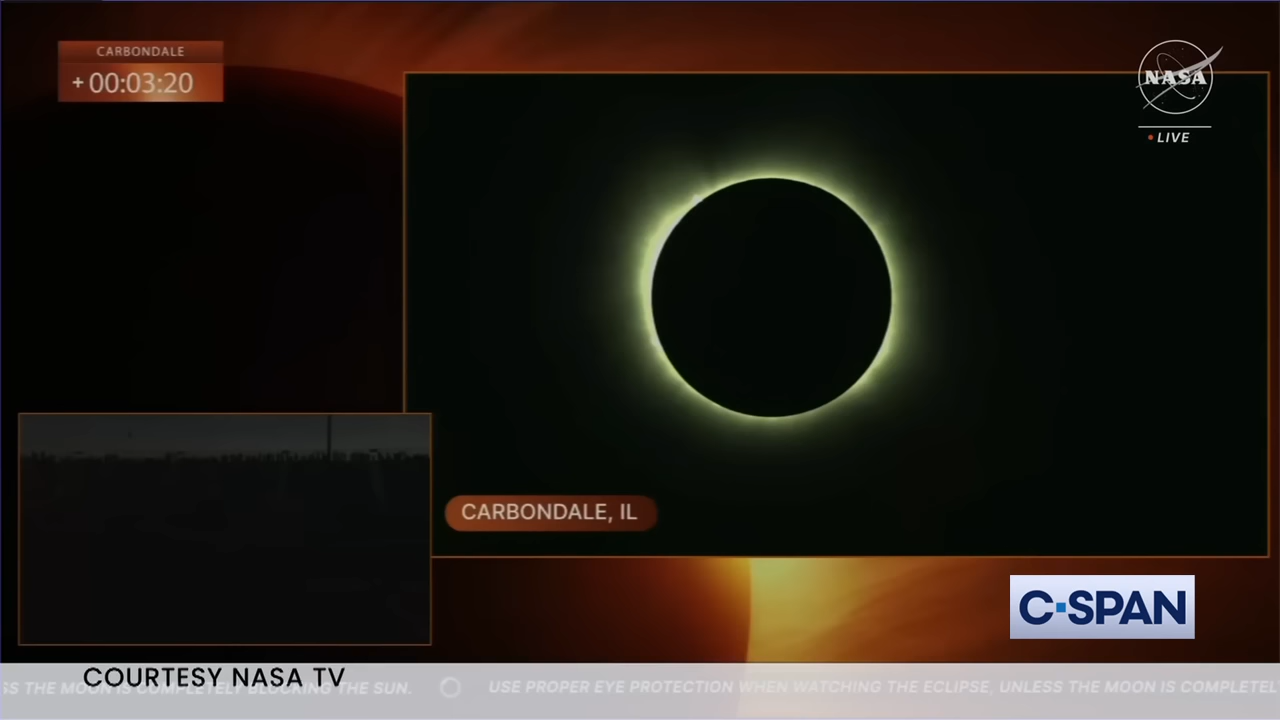 CARBONDALE
+ 00:03:20
NASA
LIVE
CARBONDALE, IL
C-SPAN
COURTESY NASA TV
SS THE MOON IS COMPLETELY BLOCKING THE SUN.
USE PROPER EYE PROTECTION WHEN WATCHING THE ECLIPSE, UNLESS THE MOON IS COMPLETEL